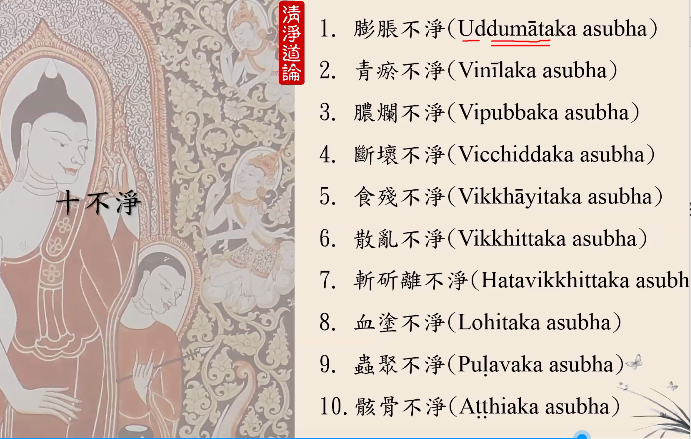 清淨道論
十不淨
1. 膨脹不淨(Uddumātaka asubha)
2. 青瘀不淨(Vinīlaka asubha)
3. 膿爛不淨(Vipubbaka asubha)
4. 斷壞不淨(Vicchiddaka asubha)
5. 食殘不淨(Vikkhāyitaka asubha)
6. 散亂不淨(Vikkhittaka asubha)
7. 斬斫離不淨(Hatavikkhittaka asubh
8. 血塗不淨(Lohitaka asubha)
9. 蟲聚不淨(Puḷavaka asubha)
10. 骸骨不淨(Aṭṭhiaka asubha)